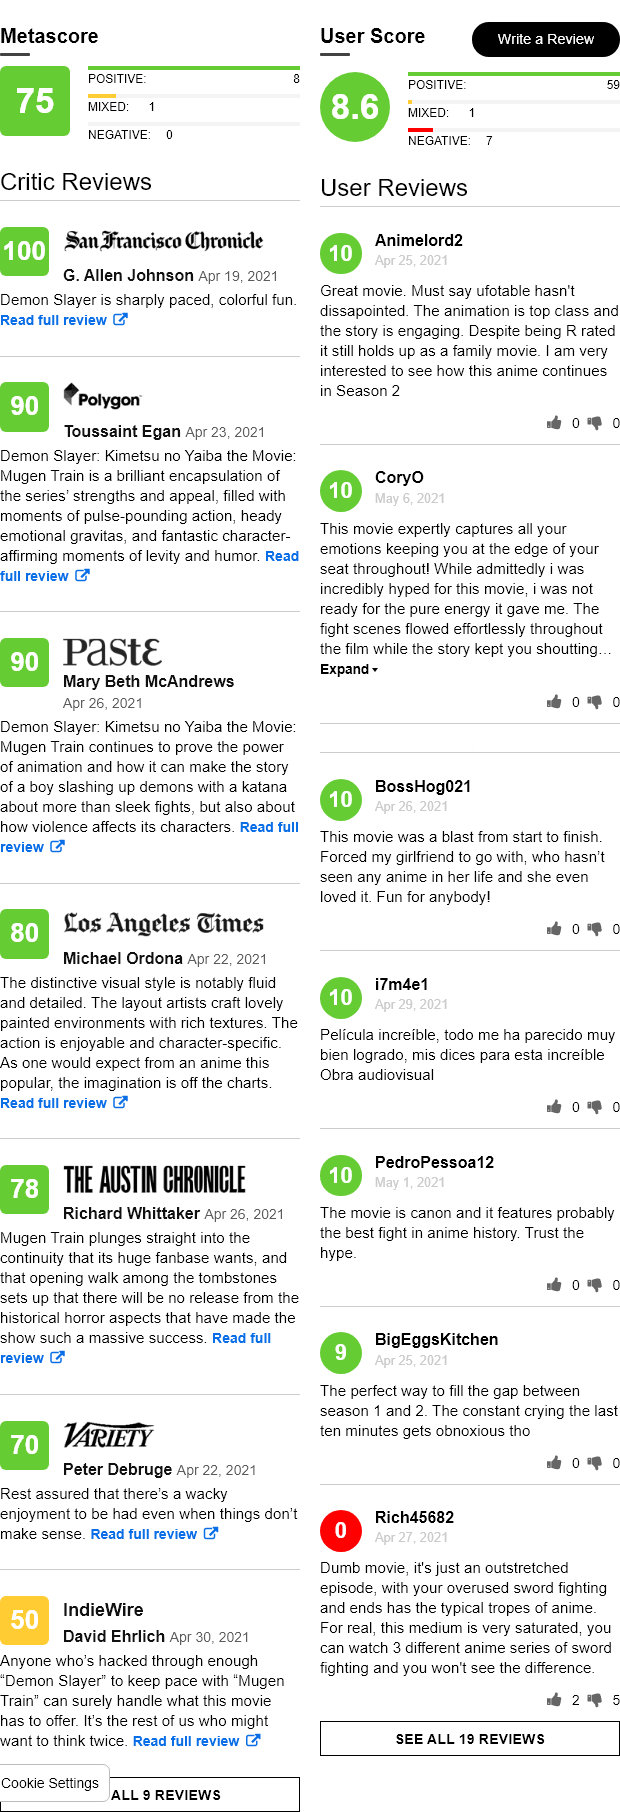 Metascore
75
POSITIVE: 8
MIXED: 1
NEGATIVE: 0
Critic Reviews
100
San Francisco Chronicle
G. Allen Johnson Apr 19, 2021
Demon Slayer is sharply paced, colorful fun.
Read full review
90
Polygon
Toussaint Egan Apr 23, 2021
Demon Slayer: Kimetsu no Yaiba the Movie:
Mugen Train is a brilliant encapsulation of
the series’ strengths and appeal, filled with
moments of pulse-pounding action, heady
emotional gravitas, and fantastic character-
affirming moments of levity and humor. Read
full review
90
Paste
Mary Beth McAndrews
Apr 26, 2021
Demon Slayer: Kimetsu no Yaiba the Movie:
Mugen Train continues to prove the power
of animation and how it can make the story
of a boy slashing up demons with a katana
about more than sleek fights, but also about
how violence affects its characters. Read full
review
80
Los Angeles Times
Michael Ordona Apr 22, 2021
The distinctive visual style is notably fluid
and detailed. The layout artists craft lovely
painted environments with rich textures. The
action is enjoyable and character-specific.
As one would expect from an anime this
popular, the imagination is off the charts.
Read full review
78
THE AUSTIN CHRONICLE
Richard Whittaker Apr 26, 2021
Mugen Train plunges straight into the
continuity that its huge fanbase wants, and
that opening walk among the tombstones
sets up that there will be no release from the
historical horror aspects that have made the
show such a massive success. Read full
review
70
VARIETY
Peter Debruge Apr 22, 2021
Rest assured that there’s a wacky
enjoyment to be had even when things don’t
make sense. Read full review
50
IndieWire
David Ehrlich Apr 30, 2021
Anyone who’s hacked through enough
“Demon Slayer” to keep pace with “Mugen
Train” can surely handle what this movie
has to offer. It’s the rest of us who might
want to think twice. Read full review
Cookie Settings
ALL 9 REVIEWS
User Score
Write a Review
8.6
POSITIVE: 59
MIXED: 1
NEGATIVE: 7
User Reviews
10
Animelord2
Apr 25, 2021
Great movie. Must say ufotable hasn't
dissapointed. The animation is top class and
the story is engaging. Despite being R rated
it still holds up as a family movie. I am very
interested to see how this anime continues
in Season 2
0 0
10
CoryO
May 6, 2021
This movie expertly captures all your
emotions keeping you at the edge of your
seat throughout! While admittedly i was
incredibly hyped for this movie, i was not
ready for the pure energy it gave me. The
fight scenes flowed effortlessly throughout
the film while the story kept you shoutting…
Expand
0 0
10
BossHog021
Apr 26, 2021
This movie was a blast from start to finish.
Forced my girlfriend to go with, who hasn’t
seen any anime in her life and she even
loved it. Fun for anybody!
0 0
10
i7m4e1
Apr 29, 2021
Película increíble, todo me ha parecido muy
bien logrado, mis dices para esta increíble
Obra audiovisual
0 0
10
PedroPessoa12
May 1, 2021
The movie is canon and it features probably
the best fight in anime history. Trust the
hype.
0 0
9
BigEggsKitchen
Apr 25, 2021
The perfect way to fill the gap between
season 1 and 2. The constant crying the last
ten minutes gets obnoxious tho
0 0
0
Rich45682
Apr 27, 2021
Dumb movie, it's just an outstretched
episode, with your overused sword fighting
and ends has the typical tropes of anime.
For real, this medium is very saturated, you
can watch 3 different anime series of sword
fighting and you won't see the difference.
2 5
SEE ALL 19 REVIEWS